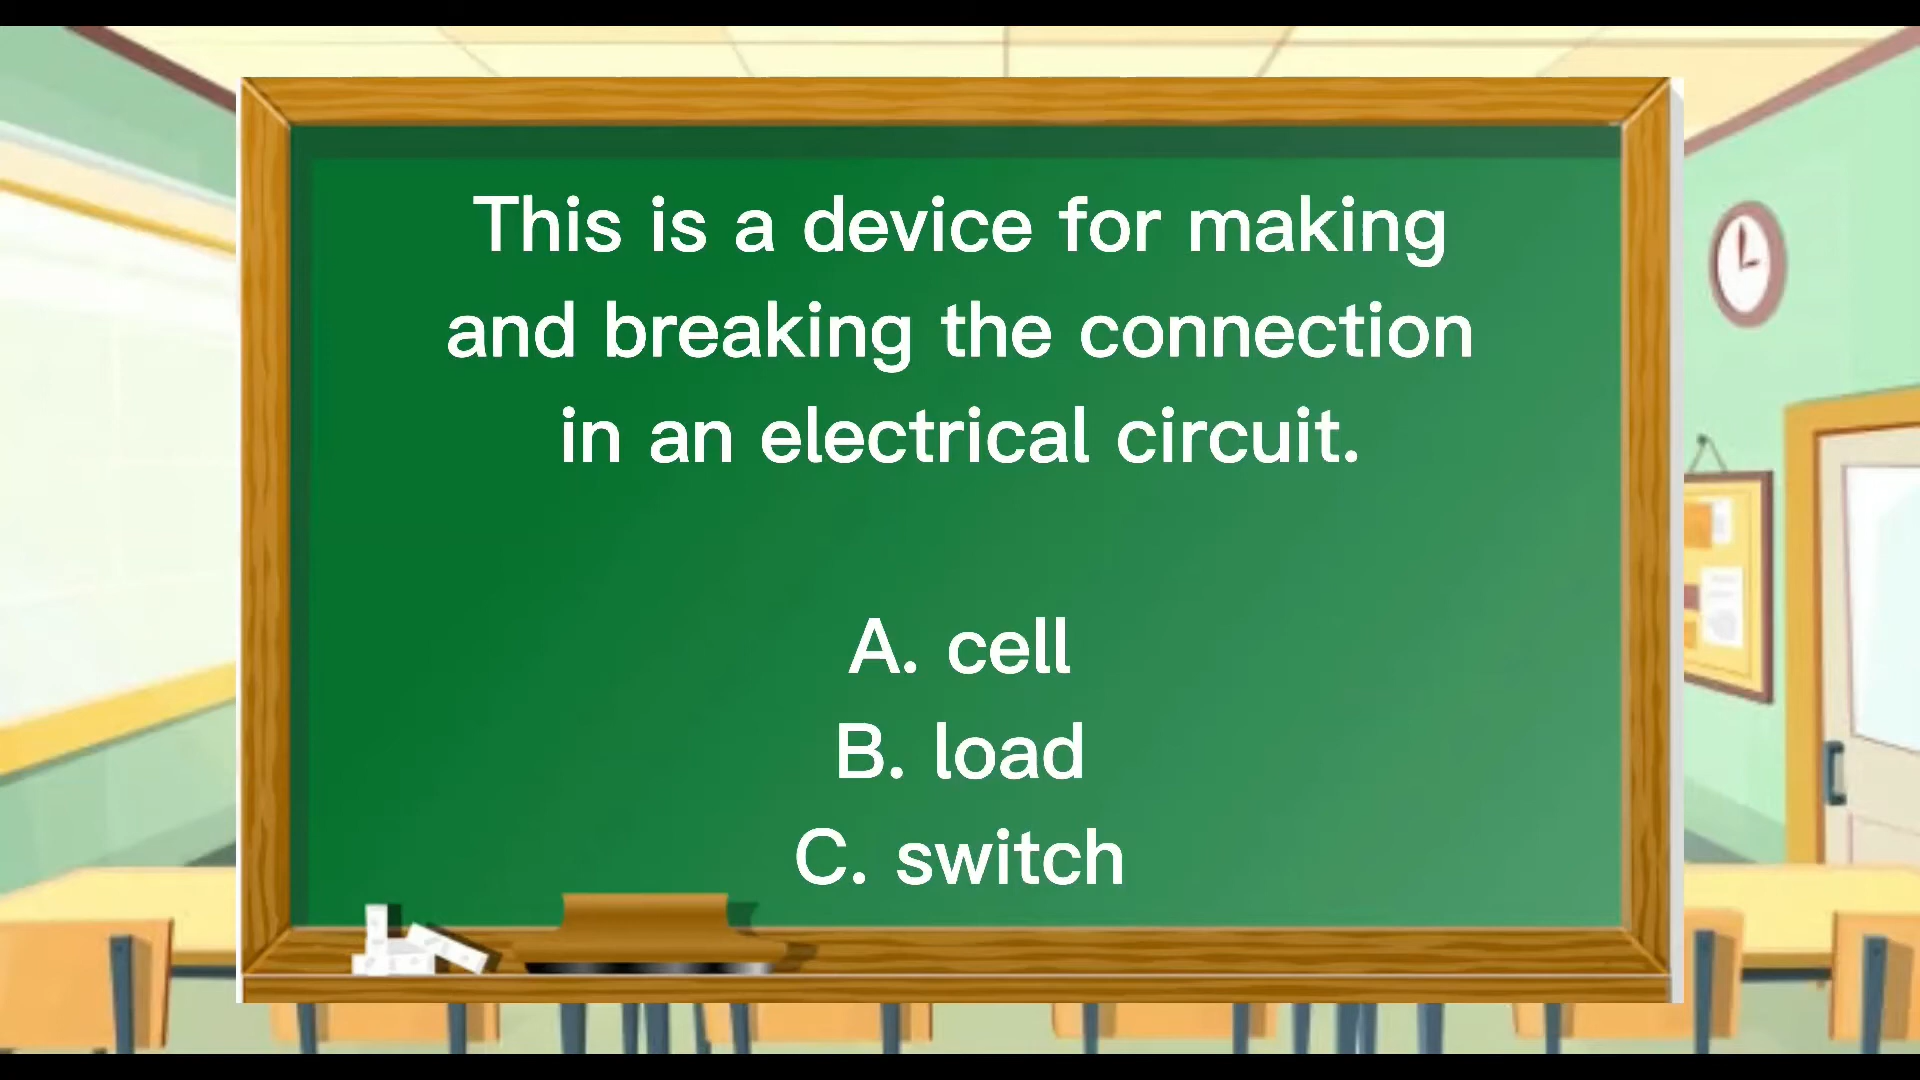 This is a device for making
and breaking the connection
in an electrical circuit.
A. cell
B. load
C. switch